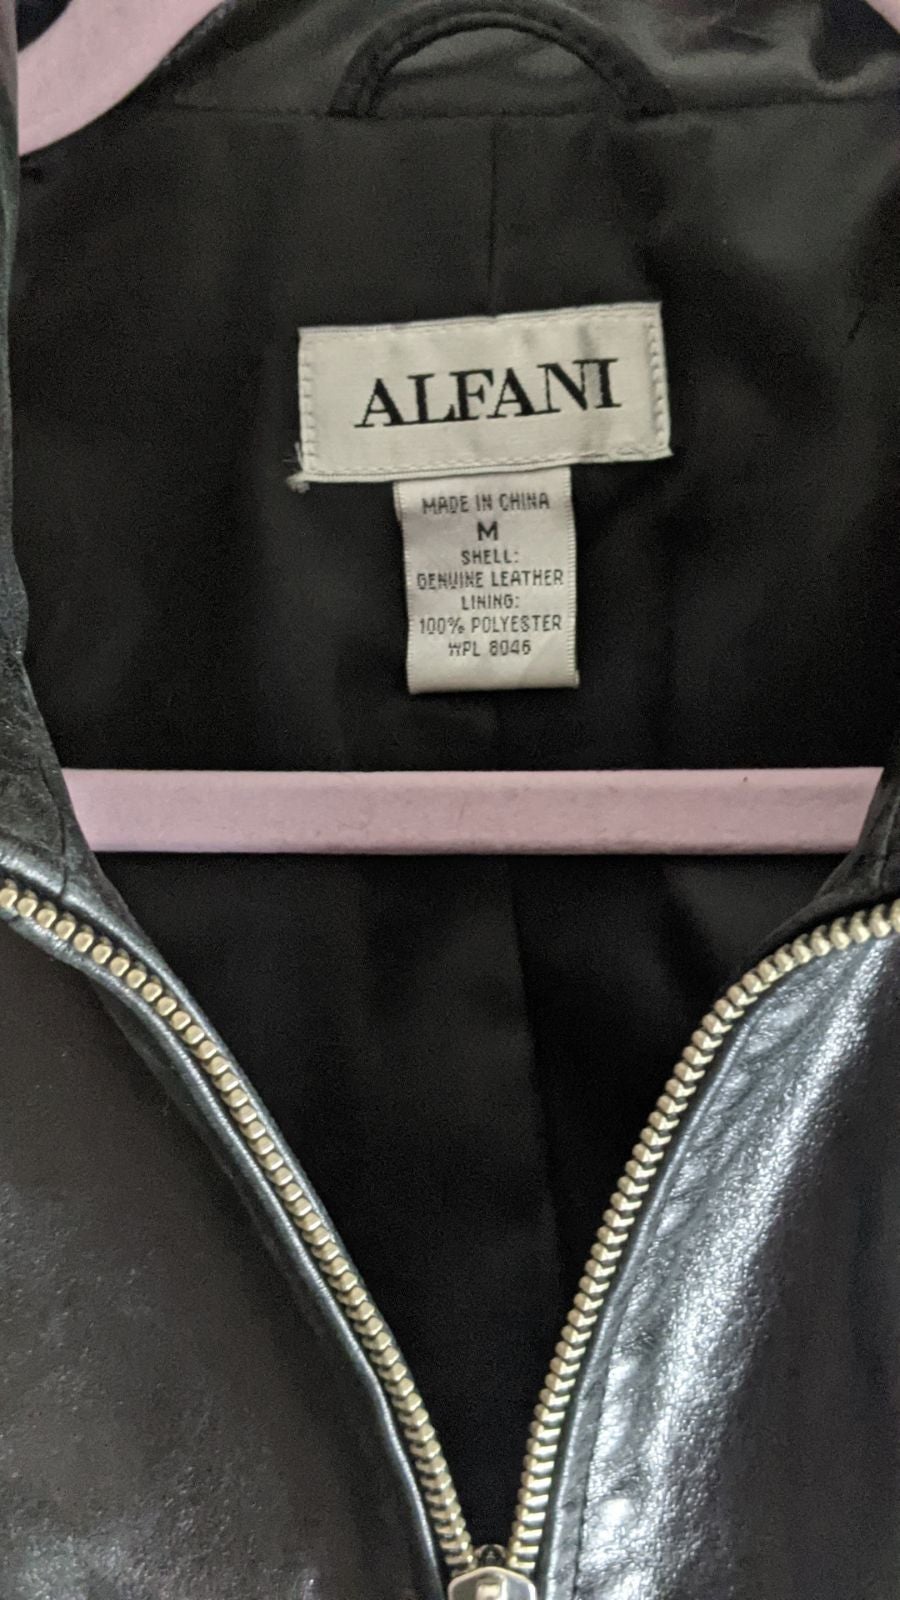 ALFANI
MADE IN CHINA
M
SHELL:
GENUINE LEATHER
LINING:
100% POLYESTER
WPL 8046